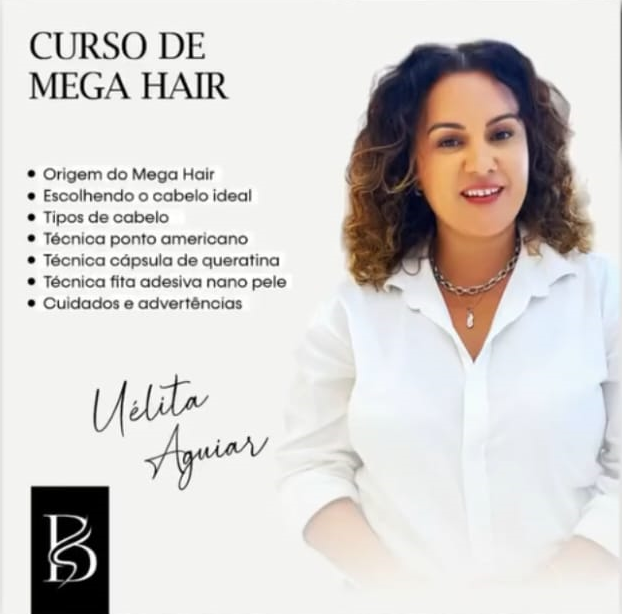 CURSO DE
MEGA HAIR
• Origem do Mega Hair
• Escolhendo o cabelo ideal
• Tipos de cabelo
• Técnica ponto americano
• Técnica cápsula de queratina
• Técnica fita adesiva nano pele
• Cuidados e advertências
Uélita
Aguiar
B